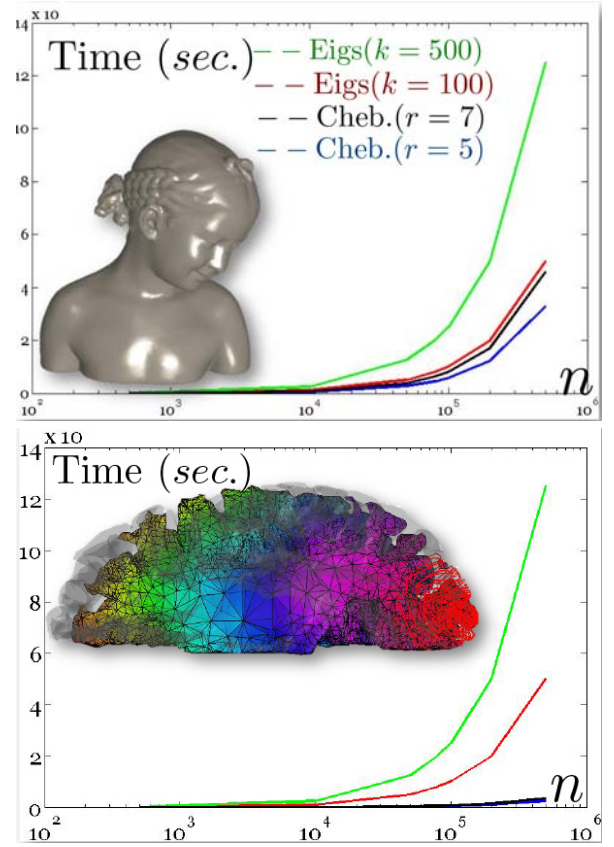 x 10
14
Time (sec.)
– – Eigs(k = 500)
12
– – Eigs(k = 100)
– – Cheb.(r = 7)
10
– – Cheb.(r = 5)
8
6
4
2
0
n
10² 10³ 10⁴ 10⁵ 10⁶
x 10
14
Time (sec.)
12
10
8
6
4
2
n
0
10² 10³ 10⁴ 10⁵ 10⁶